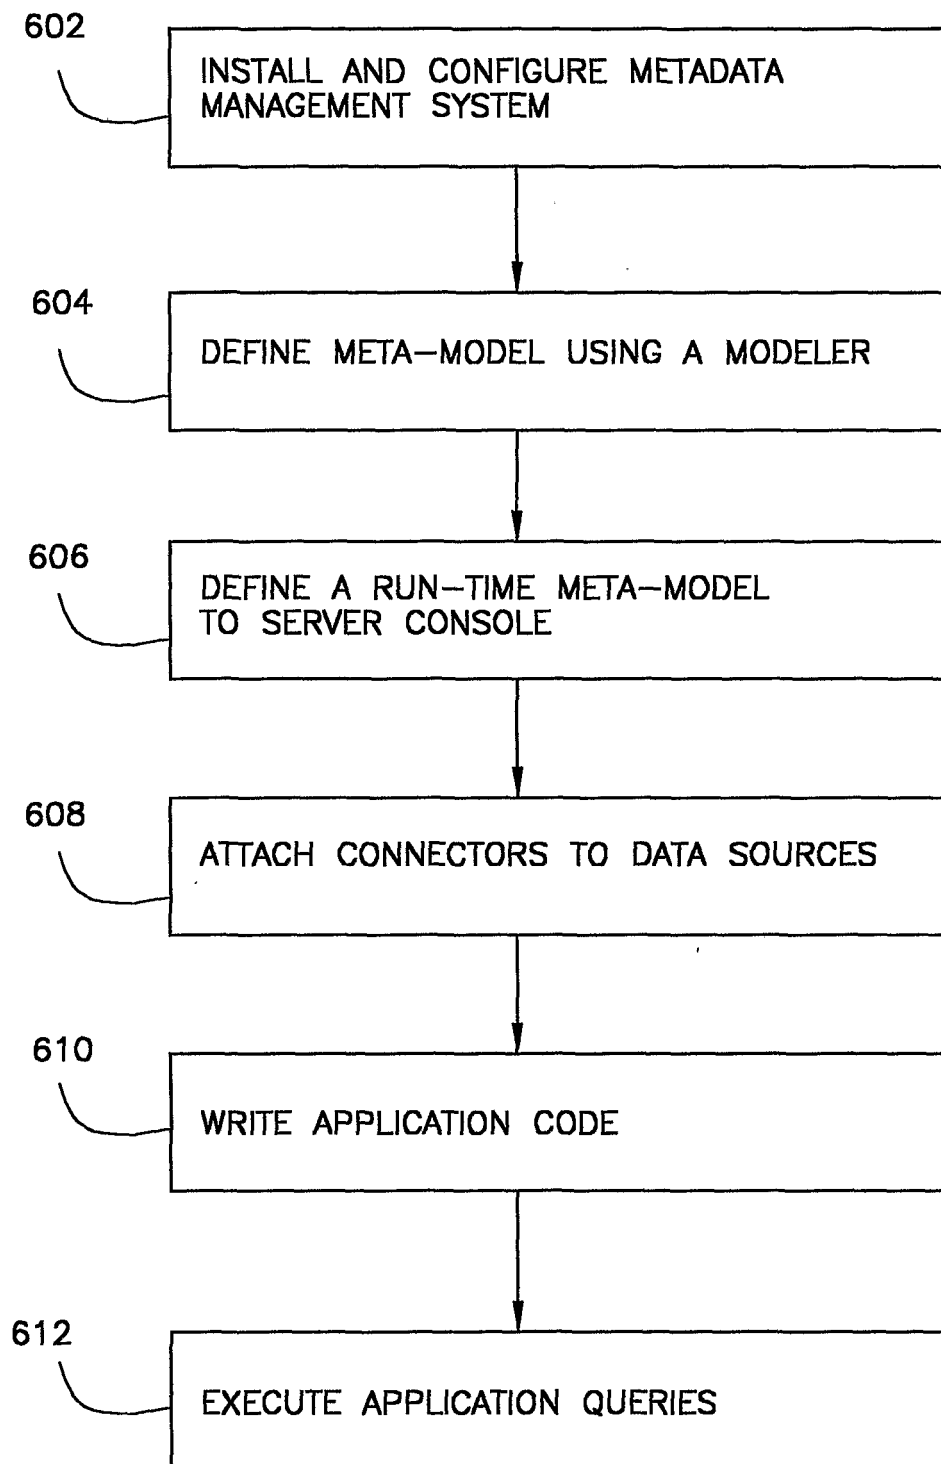 602
INSTALL AND CONFIGURE METADATA
MANAGEMENT SYSTEM
604
DEFINE META-MODEL USING A MODELER
606
DEFINE A RUN-TIME META-MODEL
TO SERVER CONSOLE
608
ATTACH CONNECTORS TO DATA SOURCES
610
WRITE APPLICATION CODE
612
EXECUTE APPLICATION QUERIES